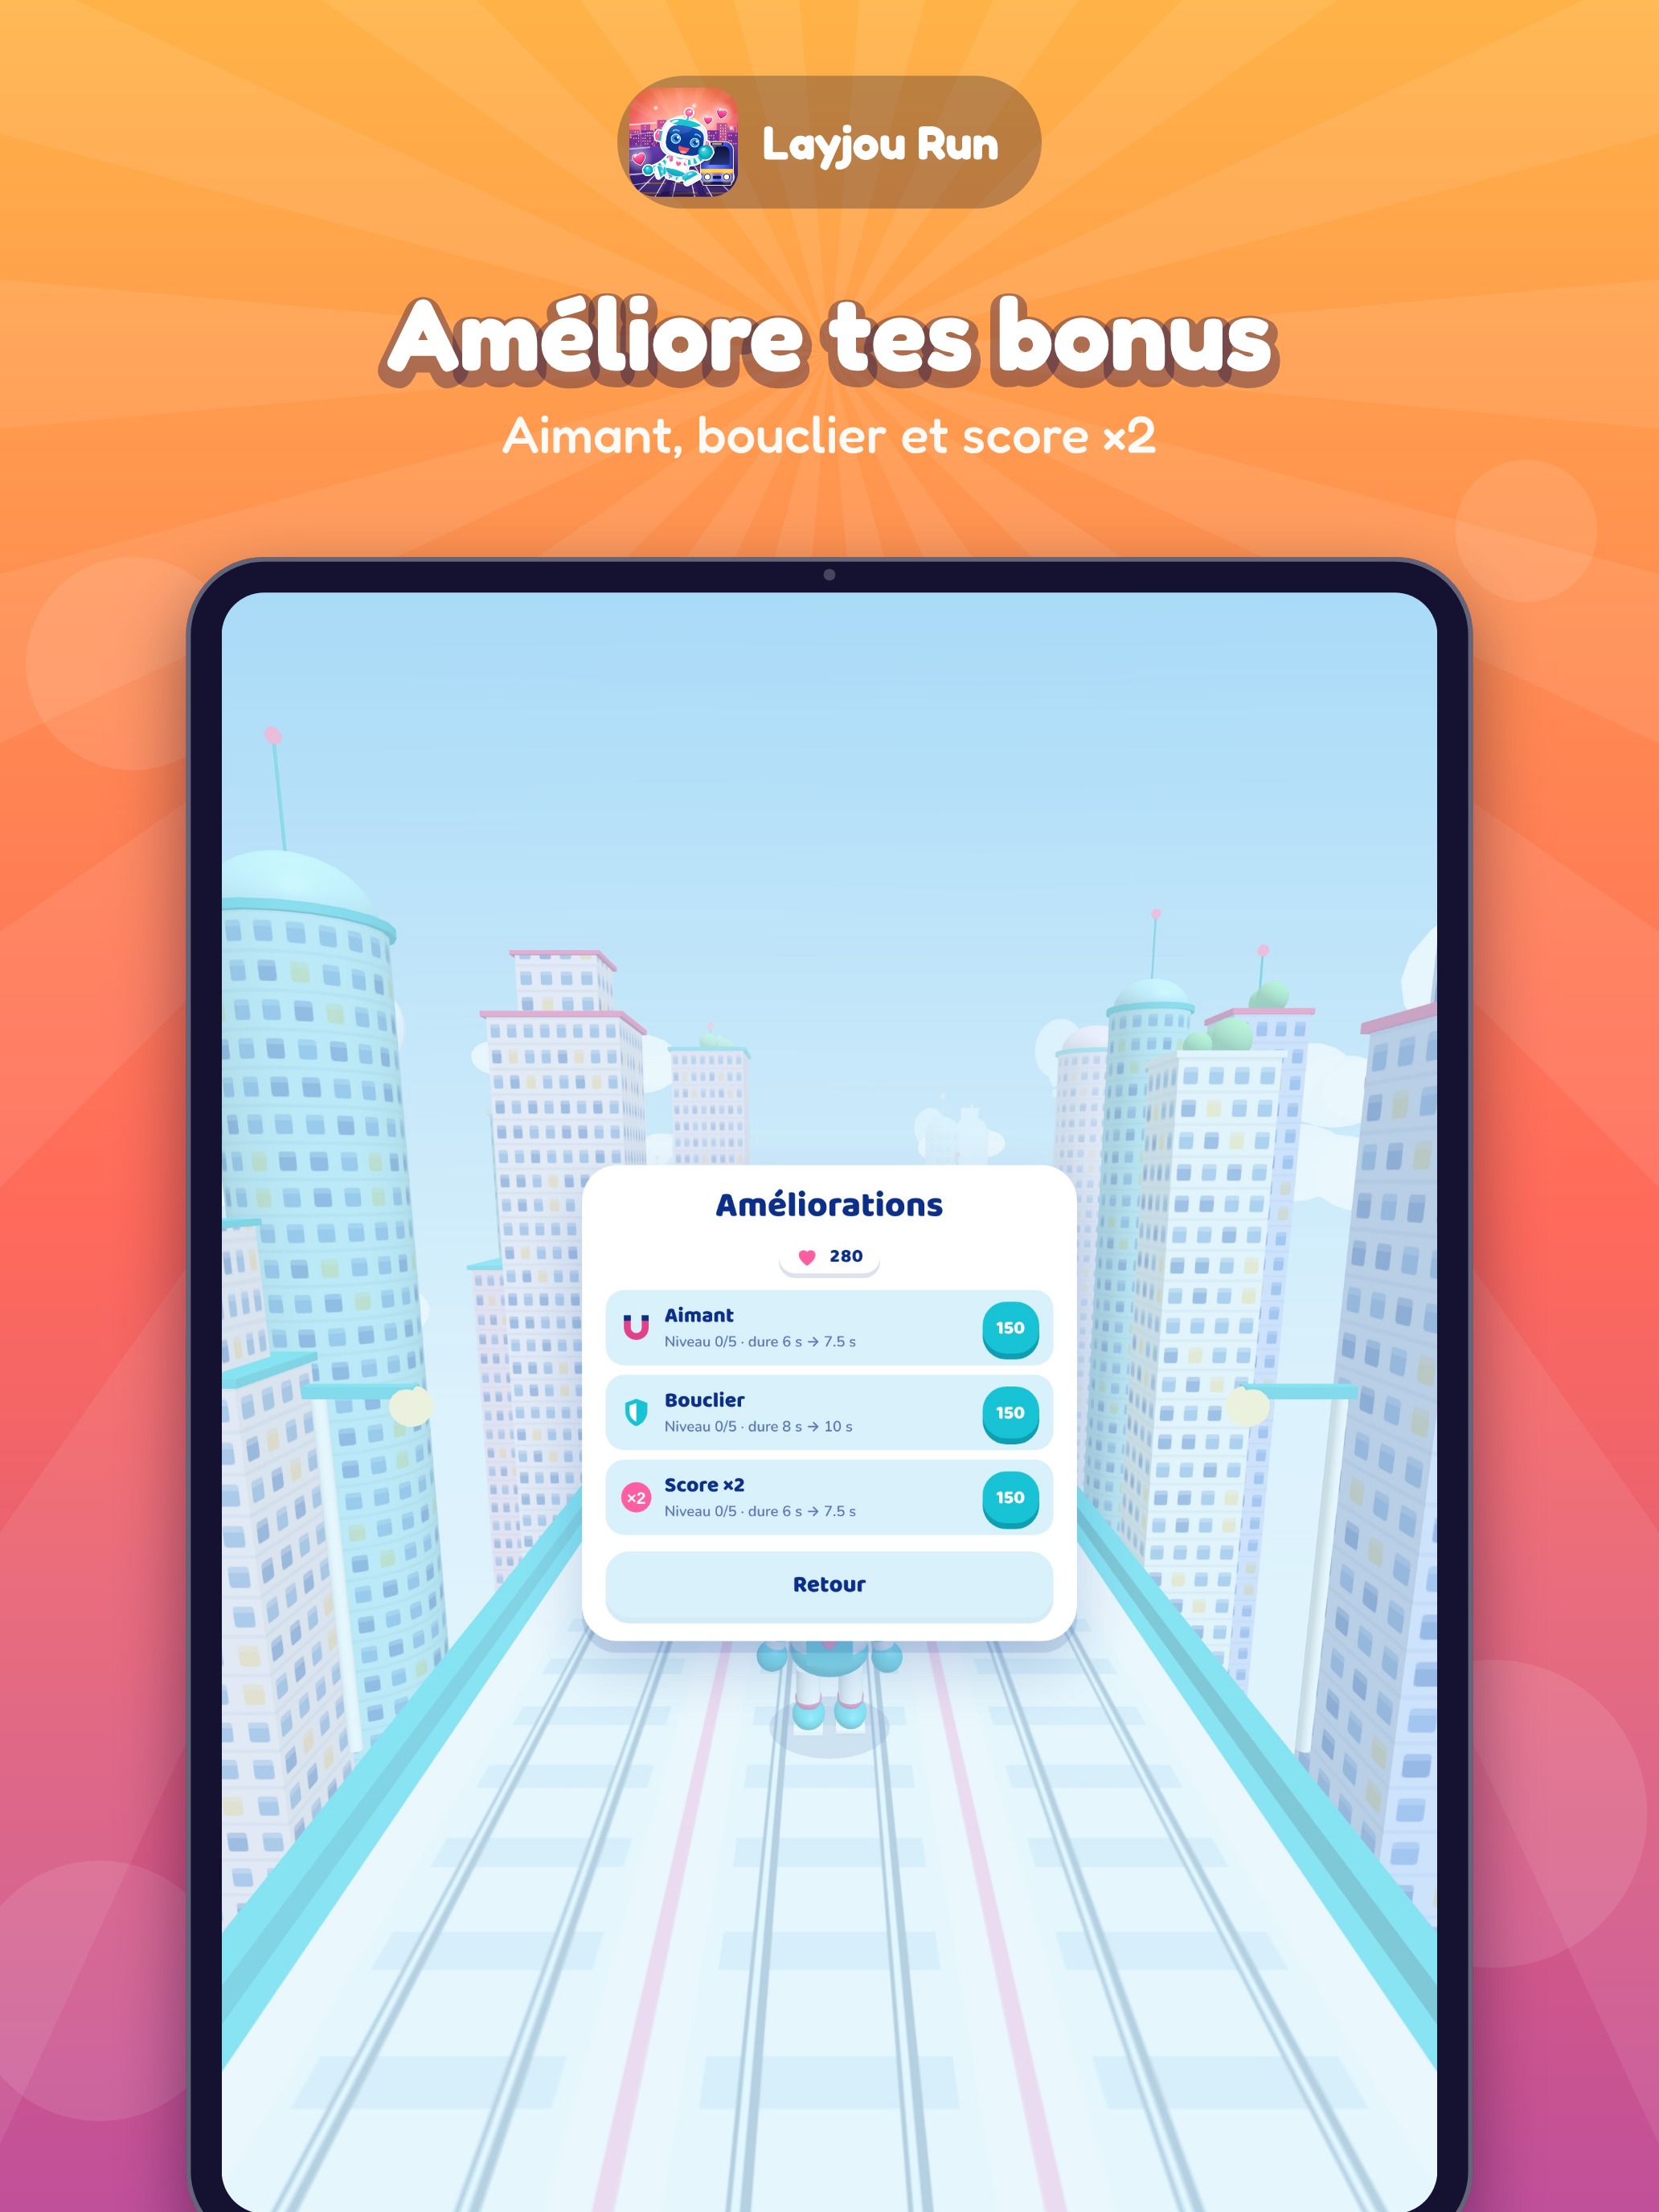 Layjou Run
Améliore tes bonus
Aimant, bouclier et score ×2
Améliorations
280
Aimant
Niveau 0/5 · dure 6 s → 7.5 s
150
Bouclier
Niveau 0/5 · dure 8 s → 10 s
150
×2
Score ×2
Niveau 0/5 · dure 6 s → 7.5 s
150
Retour